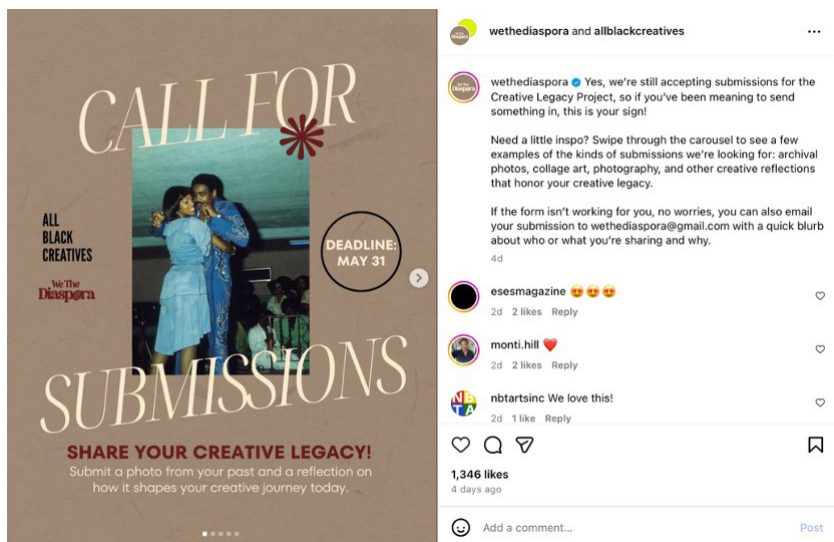 CALL FOR
ALL
BLACK
CREATIVES
We The
Diaspora
DEADLINE:
MAY 31
SUBMISSIONS
SHARE YOUR CREATIVE LEGACY!
Submit a photo from your past and a reflection on
how it shapes your creative journey today.
wethediaspora and allblackcreatives
wethediaspora Yes, we're still accepting submissions for the
Creative Legacy Project, so if you've been meaning to send
something in, this is your sign!
Need a little inspo? Swipe through the carousel to see a few
examples of the kinds of submissions we're looking for: archival
photos, collage art, photography, and other creative reflections
that honor your creative legacy.
If the form isn't working for you, no worries, you can also email
your submission to wethediaspora@gmail.com with a quick blurb
about who or what you're sharing and why.
4d
esesmagazine 😍 😍 😍
2d 2 likes Reply
monti.hill ❤️
2d 2 likes Reply
NB
TA
nbtartsinc We love this!
2d 1 like Reply
1,346 likes
4 days ago
Add a comment...
Post